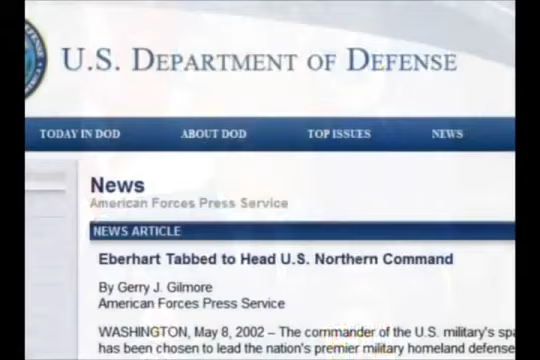 U.S. DEPARTMENT OF DEFENSE
TODAY IN DOD ABOUT DOD TOP ISSUES NEWS
News
American Forces Press Service
NEWS ARTICLE
Eberhart Tabbed to Head U.S. Northern Command
By Gerry J. Gilmore
American Forces Press Service
WASHINGTON, May 8, 2002 – The commander of the U.S. military's spa
has been chosen to lead the nation's premier military homeland defense